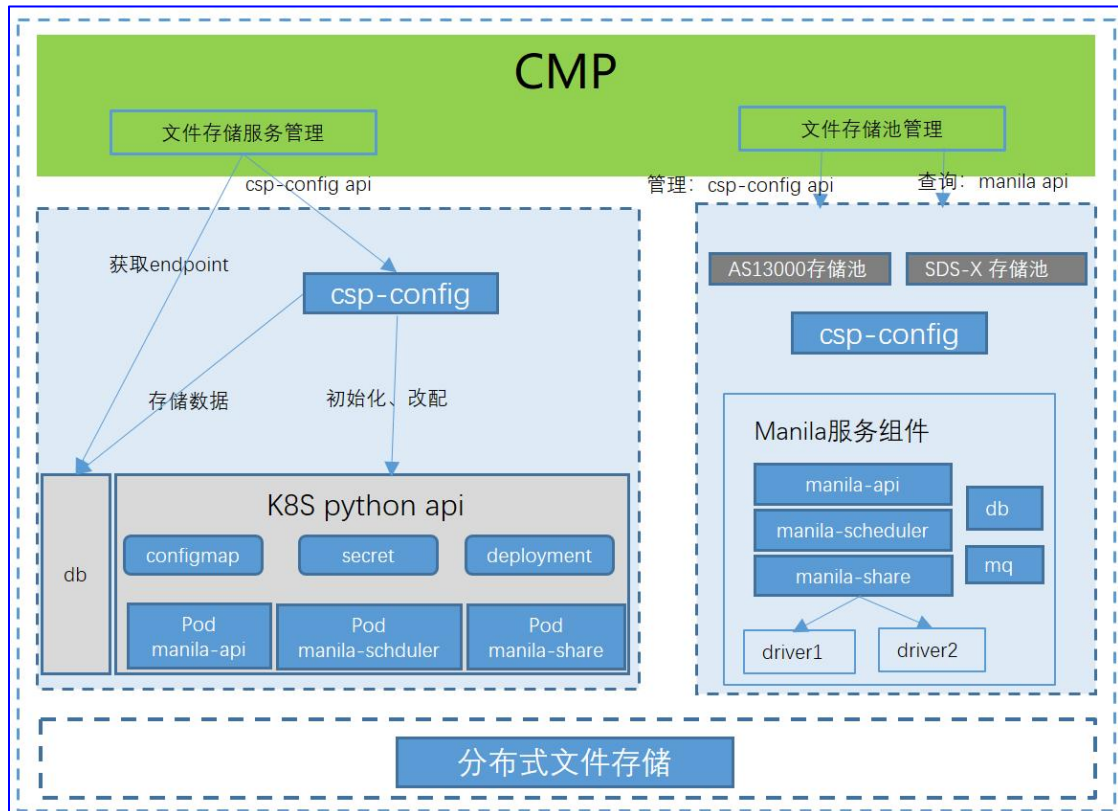 CMP
文件存储服务管理
文件存储池管理
csp-config api
管理：csp-config api
查询：manila api
获取endpoint
csp-config
存储数据
初始化、改配
db
K8S python api
configmap
secret
deployment
Pod
manila-api
Pod
manila-schduler
Pod
manila-share
AS13000存储池
SDS-X 存储池
csp-config
Manila服务组件
manila-api
manila-scheduler
manila-share
db
mq
driver1
driver2
分布式文件存储